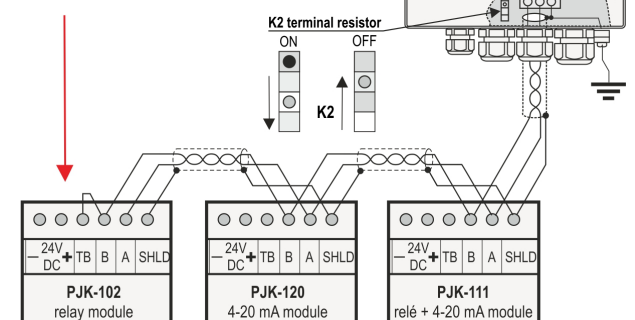 K2 terminal resistor
ON OFF
K2
24V
— DC + TB B A SHLD
PJK-102
relay module
24V
— DC + TB B A SHLD
PJK-120
4-20 mA module
24V
— DC + TB B A SHLD
PJK-111
relé + 4-20 mA module